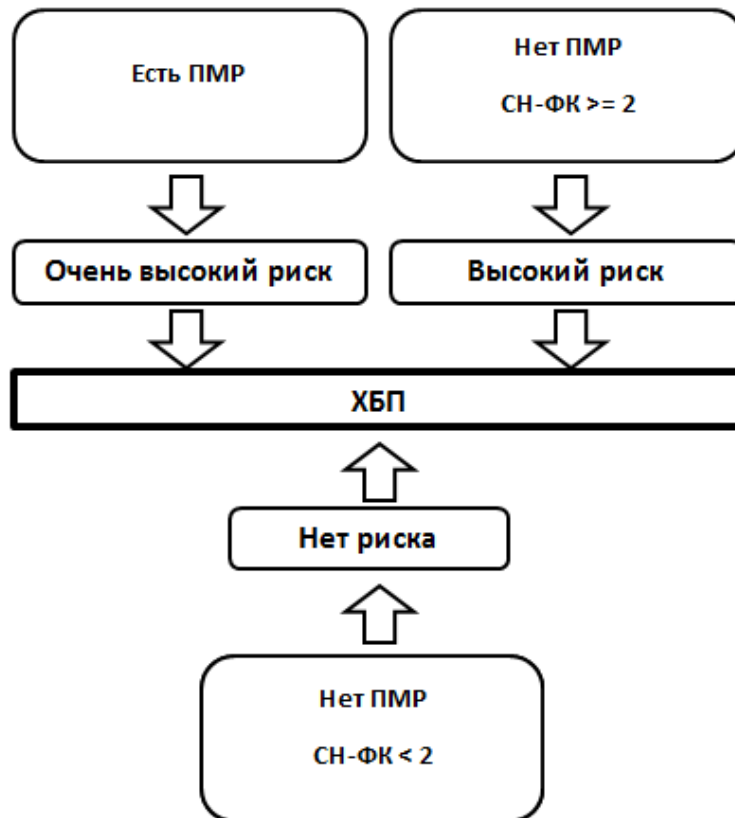 Есть ПМР
Нет ПМР
СН-ФК >= 2
Очень высокий риск
Высокий риск
ХБП
Нет риска
Нет ПМР
СН-ФК < 2